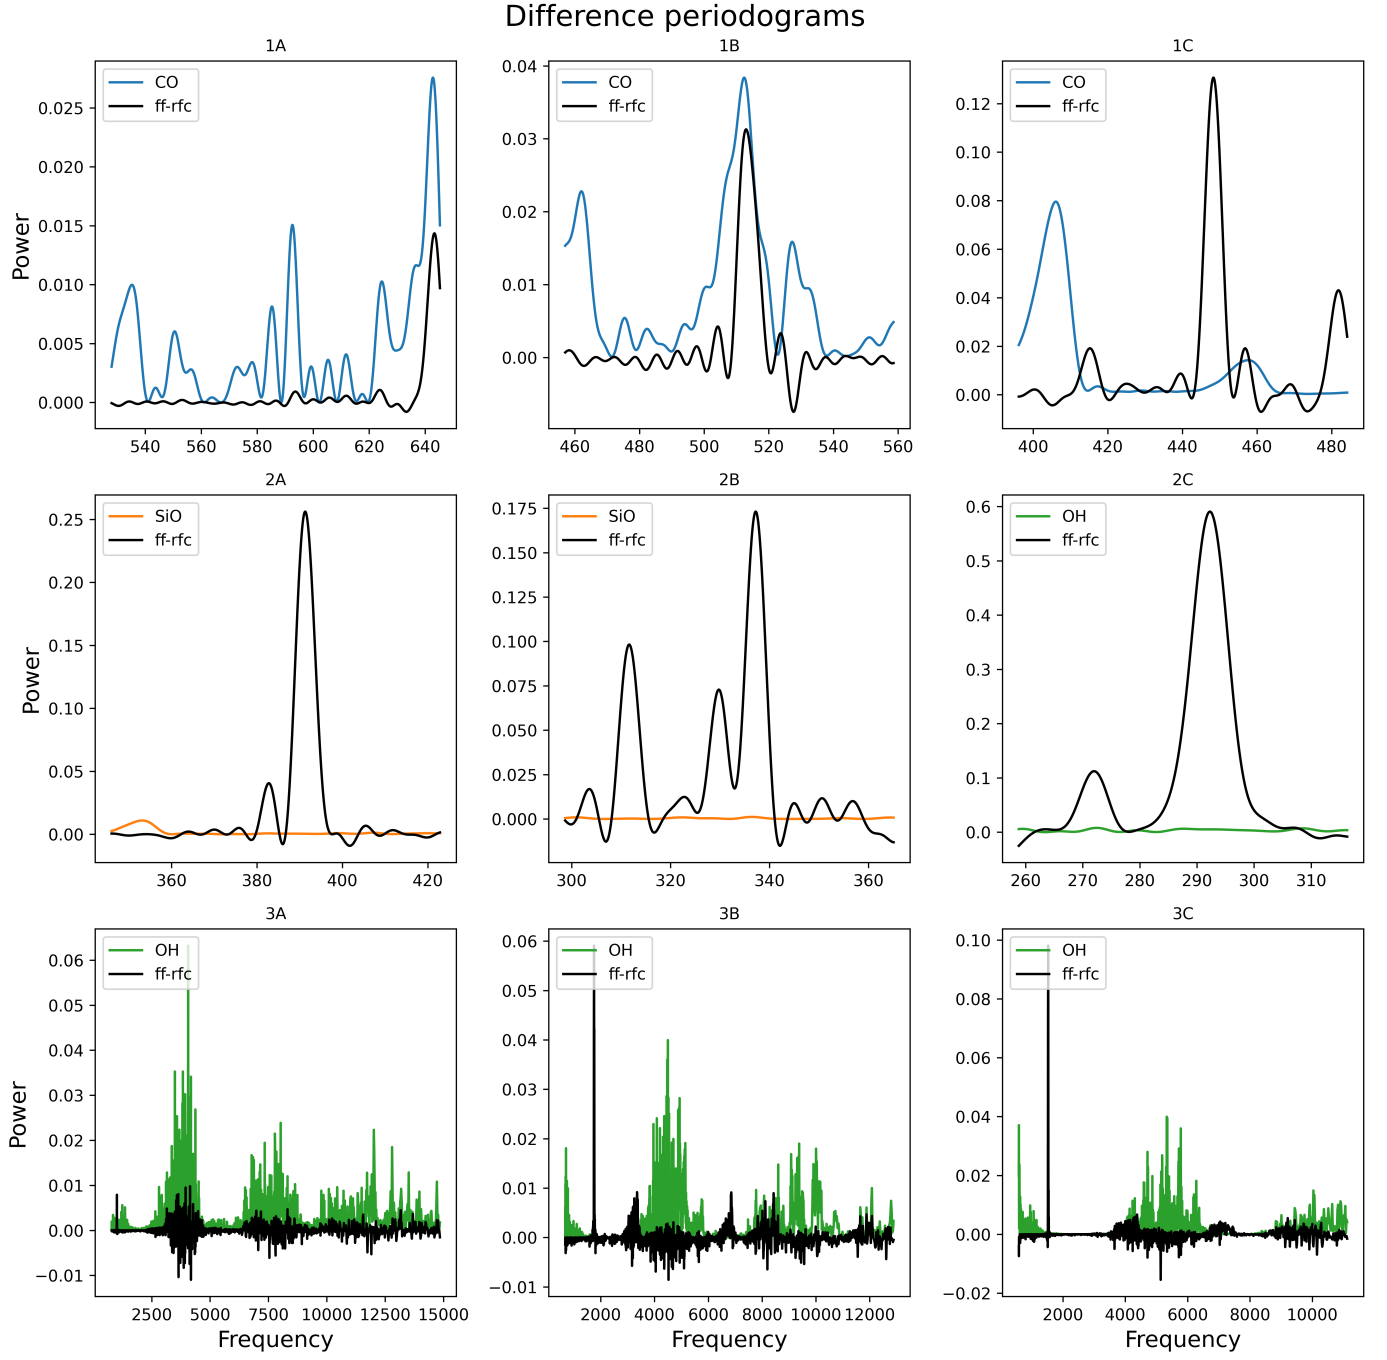 Difference periodograms
1A
1B
1C
CO
ff-rfc
CO
ff-rfc
CO
ff-rfc
Power
0.025
0.020
0.015
0.010
0.005
0.000
0.04
0.03
0.02
0.01
0.00
0.12
0.10
0.08
0.06
0.04
0.02
0.00
540 560 580 600 620 640
460 480 500 520 540 560
400 420 440 460 480
2A
2B
2C
SiO
ff-rfc
SiO
ff-rfc
OH
ff-rfc
Power
0.25
0.20
0.15
0.10
0.05
0.00
0.175
0.150
0.125
0.100
0.075
0.050
0.025
0.000
0.6
0.5
0.4
0.3
0.2
0.1
0.0
360 380 400 420
300 320 340 360
260 270 280 290 300 310
3A
3B
3C
OH
ff-rfc
OH
ff-rfc
OH
ff-rfc
Power
0.06
0.05
0.04
0.03
0.02
0.01
0.00
−0.01
0.06
0.05
0.04
0.03
0.02
0.01
0.00
−0.01
0.10
0.08
0.06
0.04
0.02
0.00
−0.02
2500 5000 7500 10000 12500 15000
2000 4000 6000 8000 10000 12000
2000 4000 6000 8000 10000
Frequency
Frequency
Frequency